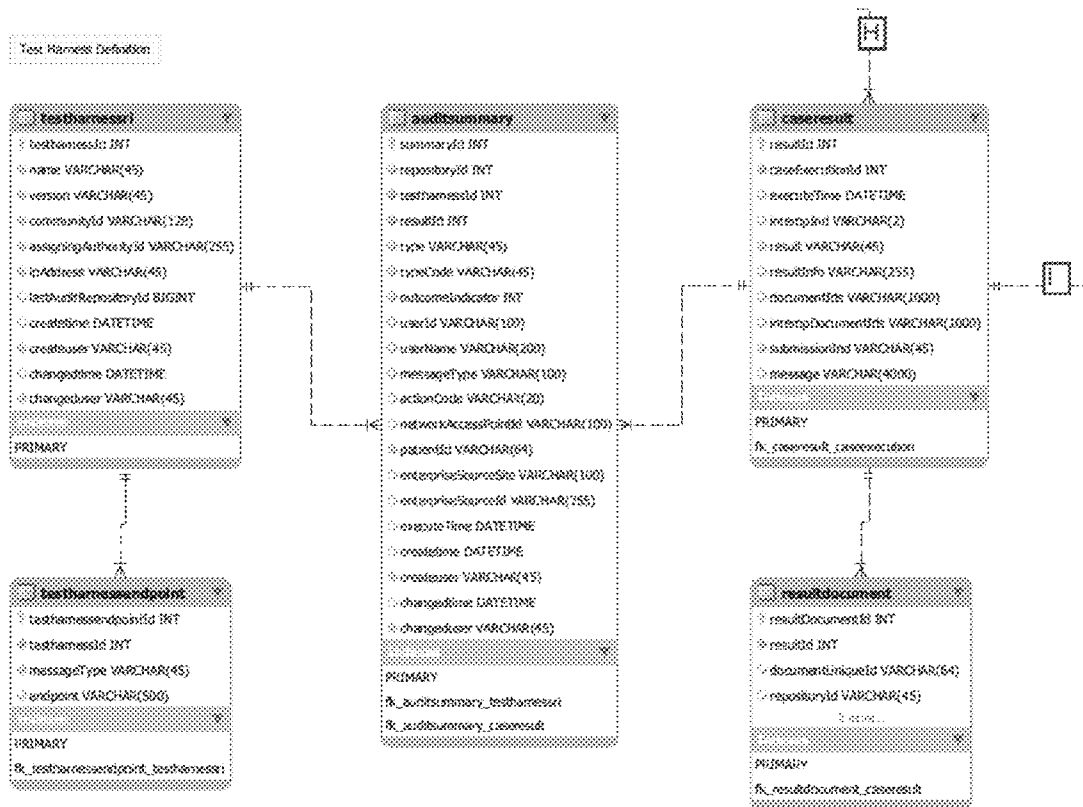 Test Harness Definition
H
testharnessri
testharnessId INT
name VARCHAR(45)
version VARCHAR(45)
communityId VARCHAR(128)
assigningAuthorityId VARCHAR(255)
ipAddress VARCHAR(45)
lastAuditRepositoryId BIGINT
createtime DATETIME
createuser VARCHAR(45)
changedtime DATETIME
changeduser VARCHAR(45)
PRIMARY
auditsummary
summaryId INT
repositoryId INT
testharnessId INT
resultId INT
type VARCHAR(45)
typeCode VARCHAR(45)
outcomeIndicator INT
userId VARCHAR(100)
userName VARCHAR(200)
messageType VARCHAR(100)
actionCode VARCHAR(20)
networkAccessPointId VARCHAR(100)
patientId VARCHAR(64)
enterpriseSourceSite VARCHAR(100)
enterpriseSourceId VARCHAR(255)
executeTime DATETIME
createtime DATETIME
createuser VARCHAR(45)
changedtime DATETIME
changeduser VARCHAR(45)
PRIMARY
fk_auditsummary_testharnessri
fk_auditsummary_caseresult
caseresult
resultId INT
caseExecutionId INT
executeTime DATETIME
interopInd VARCHAR(2)
result VARCHAR(45)
resultInfo VARCHAR(255)
documentIds VARCHAR(1000)
interopDocumentIds VARCHAR(1000)
submissionInd VARCHAR(45)
message VARCHAR(4000)
PRIMARY
fk_caseresult_caseexecution
I
testharnessendpoint
testharnessendpointId INT
testharnessId INT
messageType VARCHAR(45)
endpoint VARCHAR(500)
PRIMARY
fk_testharnessendpoint_testharnessri
resultdocument
resultDocumentId INT
resultId INT
documentUniqueId VARCHAR(64)
repositoryId VARCHAR(45)
PRIMARY
fk_resultdocument_caseresult